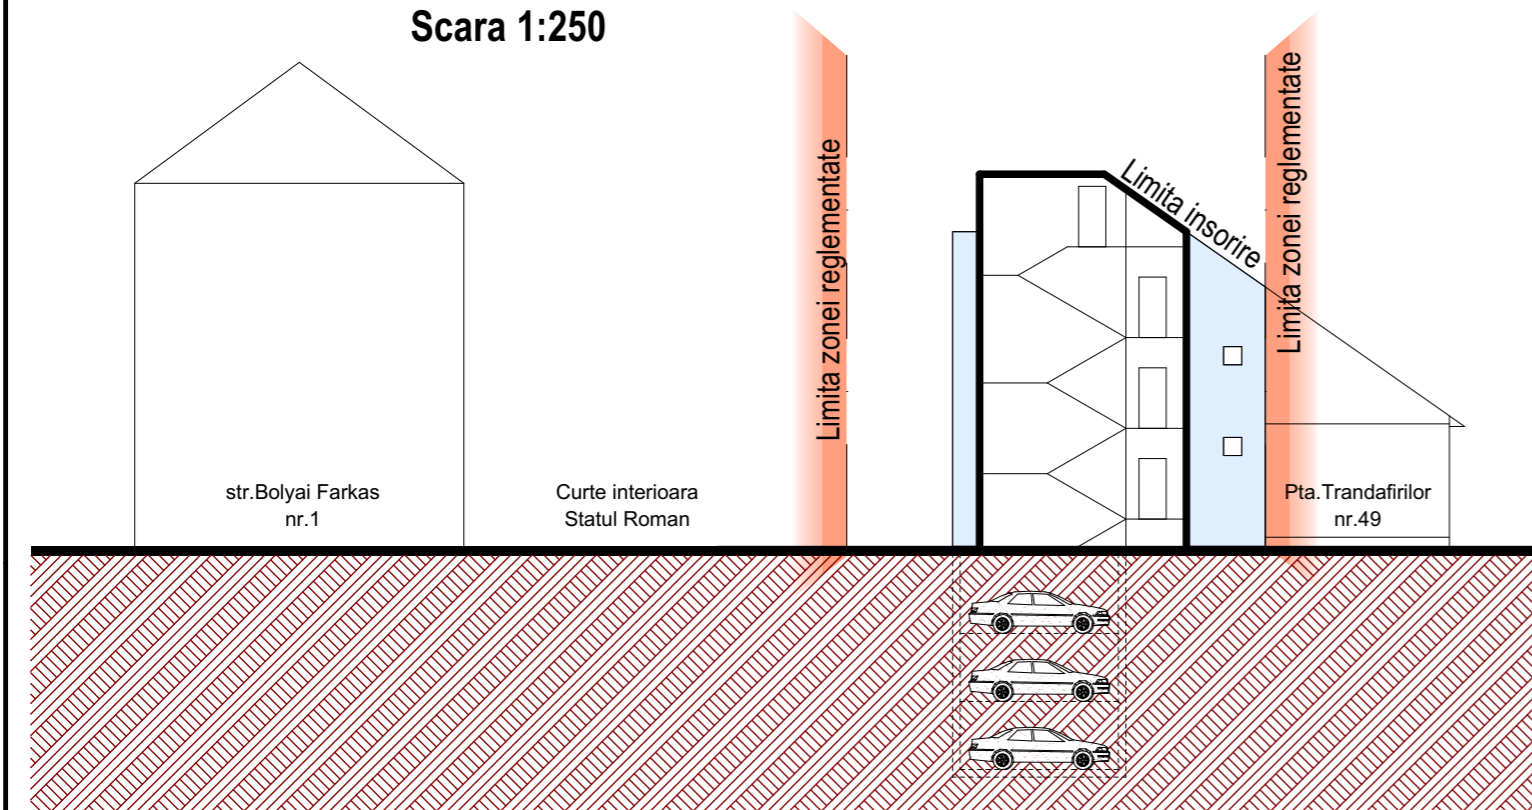 Scara 1:250
Limita zonei reglementate
Limita insorire
Limita zonei reglementate
str.Bolyai Farkas
nr.1
Curte interioara
Statul Roman
Pta.Trandafirilor
nr.49